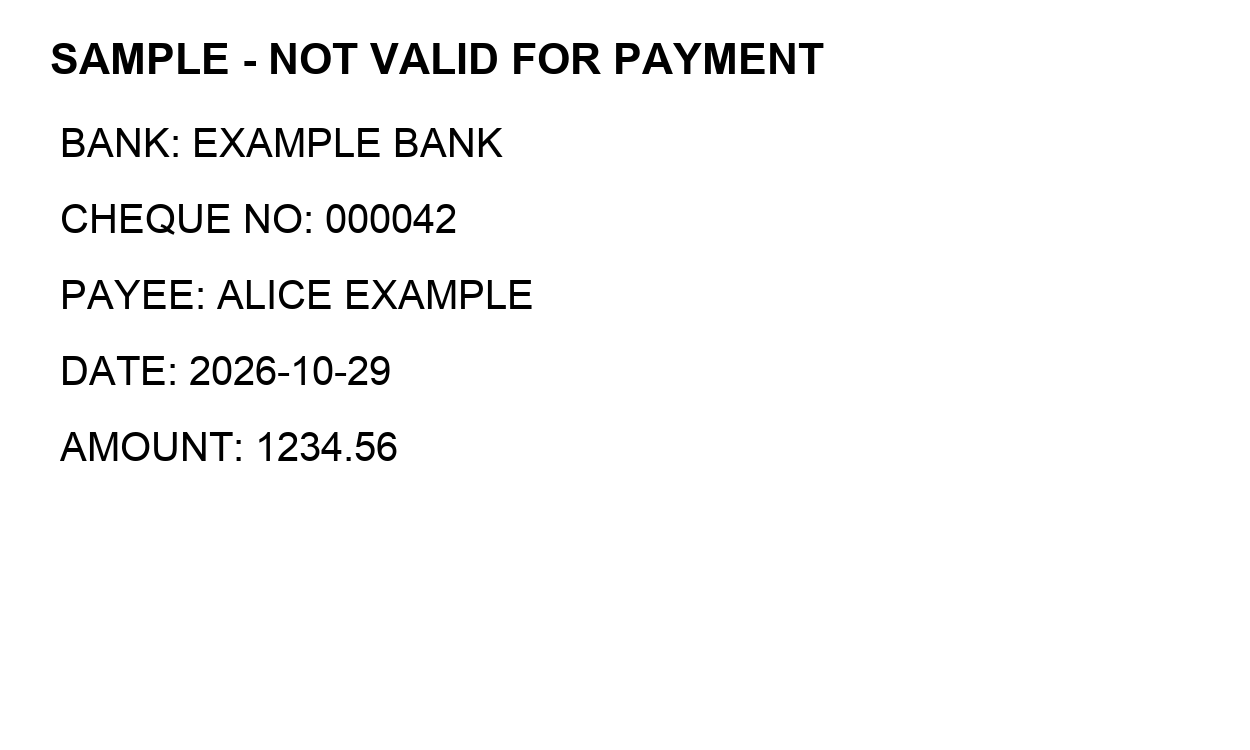 SAMPLE - NOT VALID FOR PAYMENT
BANK: EXAMPLE BANK
CHEQUE NO: 000042
PAYEE: ALICE EXAMPLE
DATE: 2026-10-29
AMOUNT: 1234.56